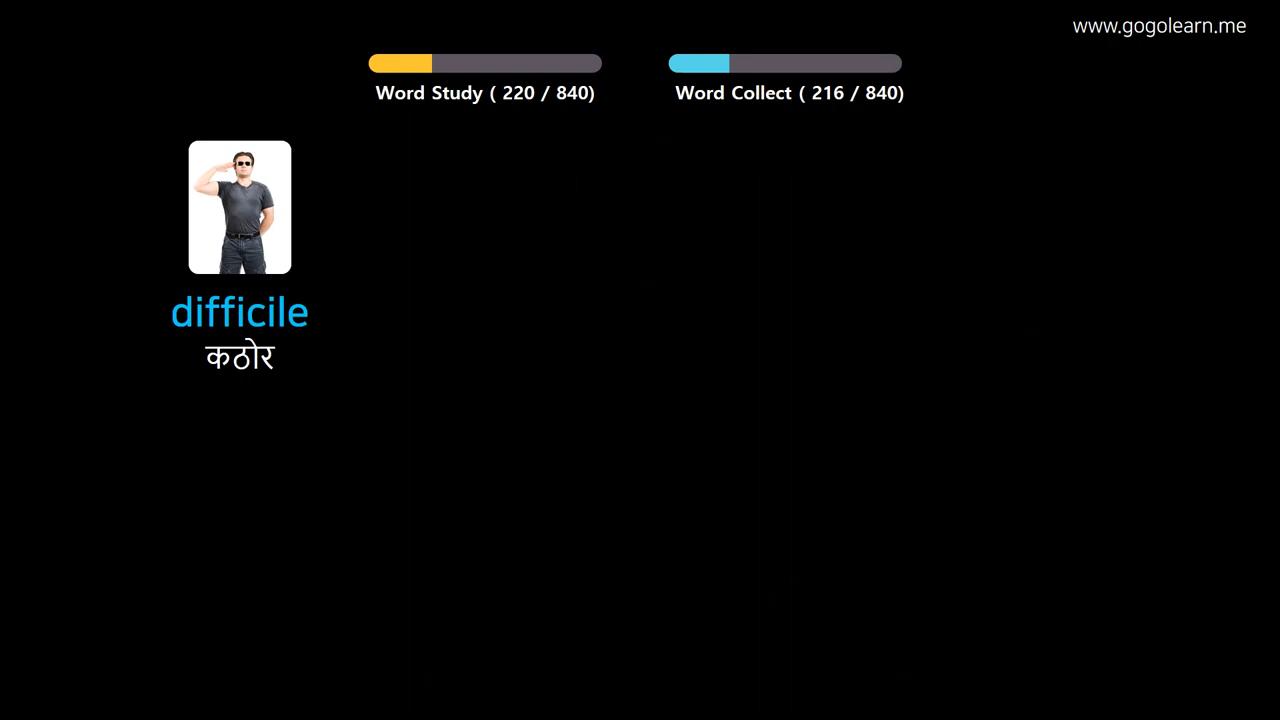 www.gogolearn.me
Word Study ( 220 / 840)
Word Collect ( 216 / 840)
difficile
कठोर